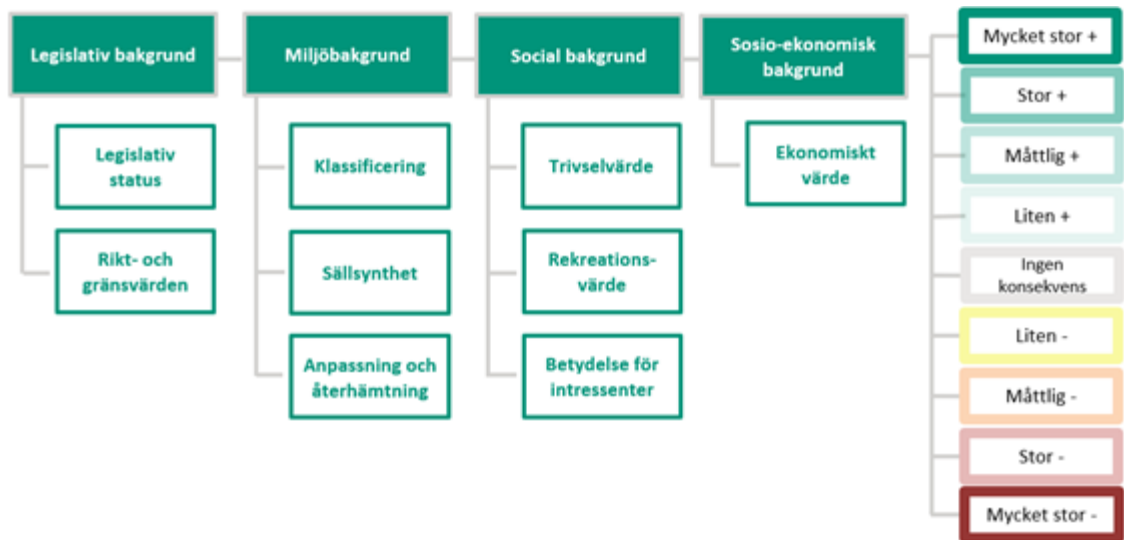 Legislativ bakgrund
Legislativ
status
Rikt- och
gränsvärden
Miljöbakgrund
Klassificering
Sällsynthet
Anpassning och
återhämtning
Social bakgrund
Trivselvärde
Rekreations-
värde
Betydelse för
intressenter
Sosio-ekonomisk
bakgrund
Ekonomiskt
värde
Mycket stor +
Stor +
Måttlig +
Liten +
Ingen
konsekvens
Liten -
Måttlig -
Stor -
Mycket stor -